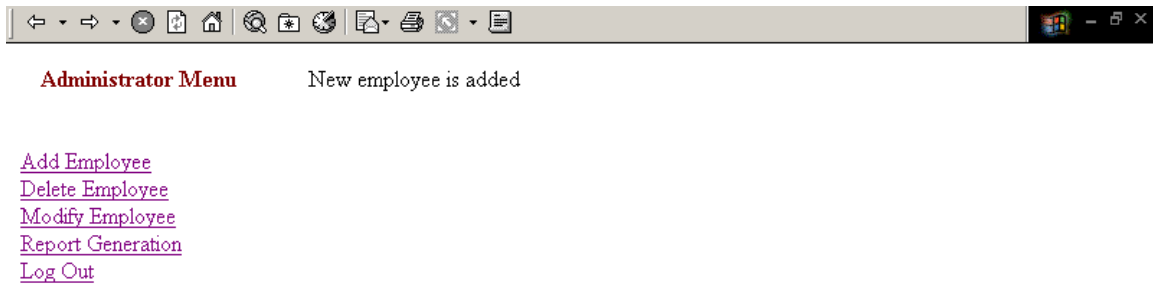 Administrator Menu New employee is added
Add Employee
Delete Employee
Modify Employee
Report Generation
Log Out